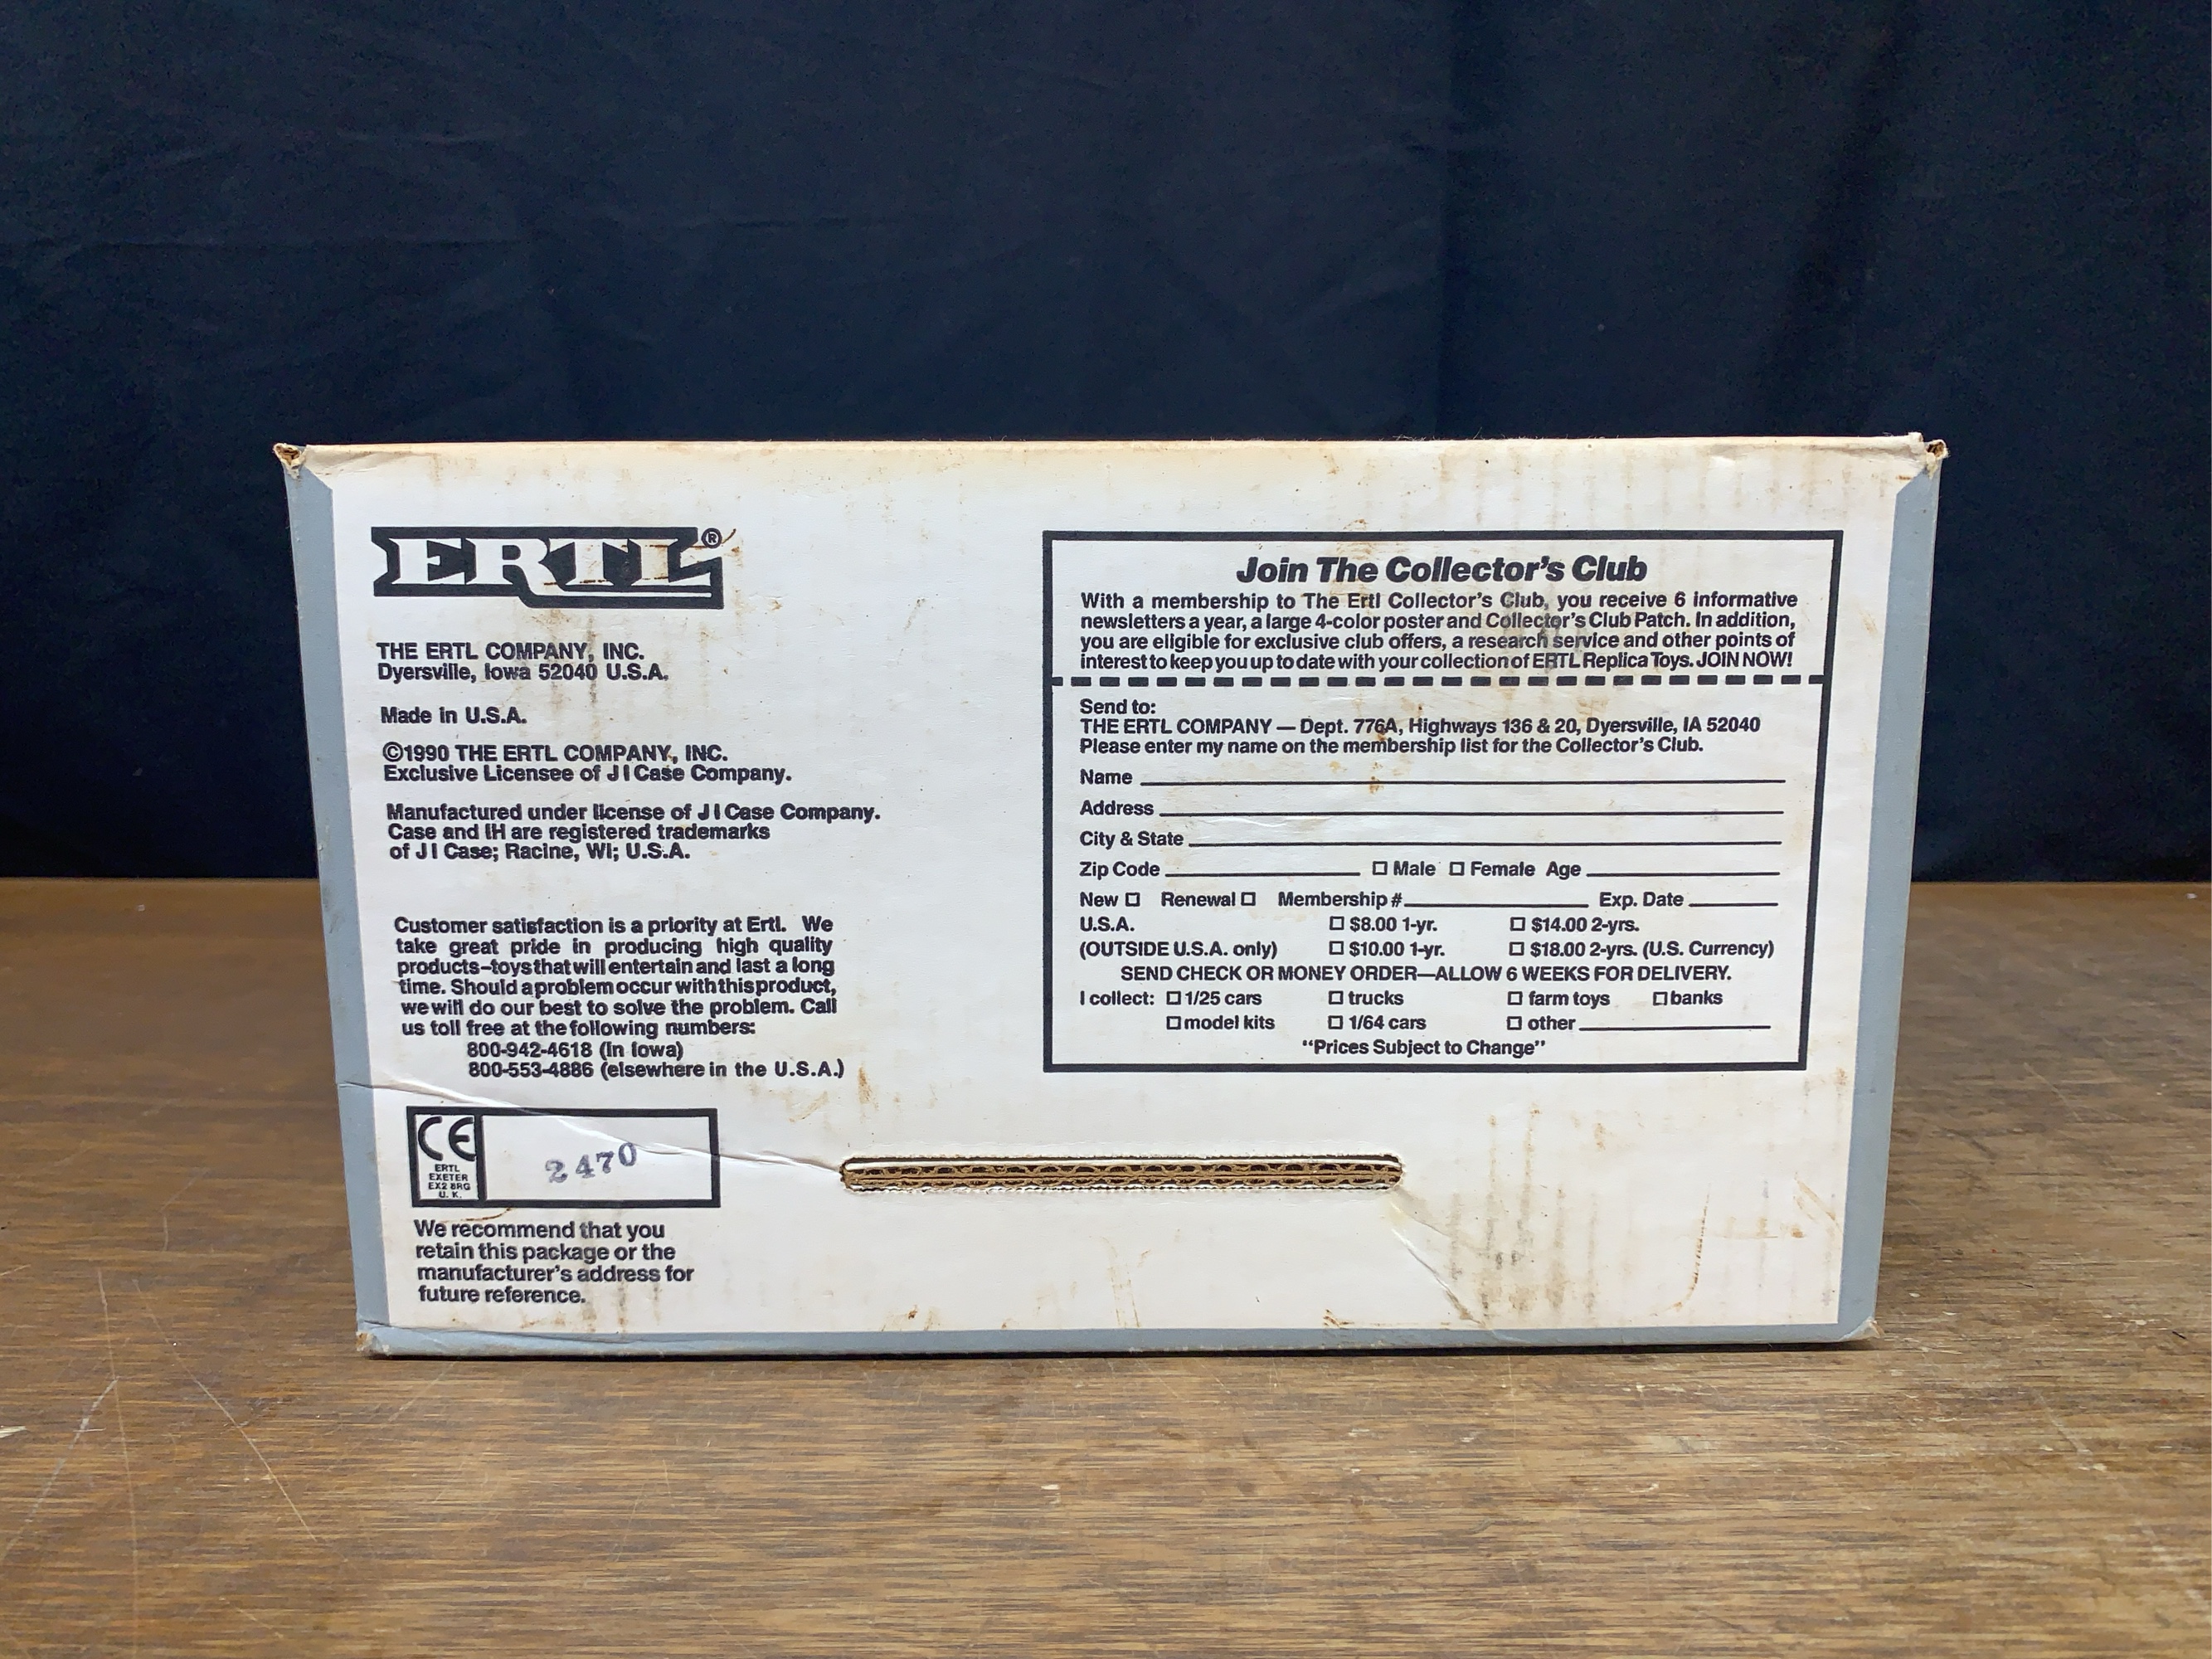 ERTL®
THE ERTL COMPANY, INC.
Dyersville, Iowa 52040 U.S.A.
Made in U.S.A.
©1990 THE ERTL COMPANY, INC.
Exclusive Licensee of J I Case Company.
Manufactured under license of J I Case Company.
Case and IH are registered trademarks
of J I Case; Racine, WI; U.S.A.
Customer satisfaction is a priority at Ertl. We
take great pride in producing high quality
products–toys that will entertain and last a long
time. Should a problem occur with this product,
we will do our best to solve the problem. Call
us toll free at the following numbers:
800-942-4618 (in Iowa)
800-553-4886 (elsewhere in the U.S.A.)
CE
ERTL
EXETER
EX2 8RG
U. K.
2470
We recommend that you
retain this package or the
manufacturer's address for
future reference.
Join The Collector's Club
With a membership to The Ertl Collector's Club, you receive 6 informative
newsletters a year, a large 4-color poster and Collector's Club Patch. In addition,
you are eligible for exclusive club offers, a research service and other points of
interest to keep you up to date with your collection of ERTL Replica Toys. JOIN NOW!
Send to:
THE ERTL COMPANY — Dept. 776A, Highways 136 & 20, Dyersville, IA 52040
Please enter my name on the membership list for the Collector's Club.
Name
Address
City & State
Zip Code □ Male □ Female Age
New □ Renewal □ Membership # Exp. Date
U.S.A. □ $8.00 1-yr. □ $14.00 2-yrs.
(OUTSIDE U.S.A. only) □ $10.00 1-yr. □ $18.00 2-yrs. (U.S. Currency)
SEND CHECK OR MONEY ORDER—ALLOW 6 WEEKS FOR DELIVERY.
I collect: □ 1/25 cars □ trucks □ farm toys □ banks
□ model kits □ 1/64 cars □ other
"Prices Subject to Change"